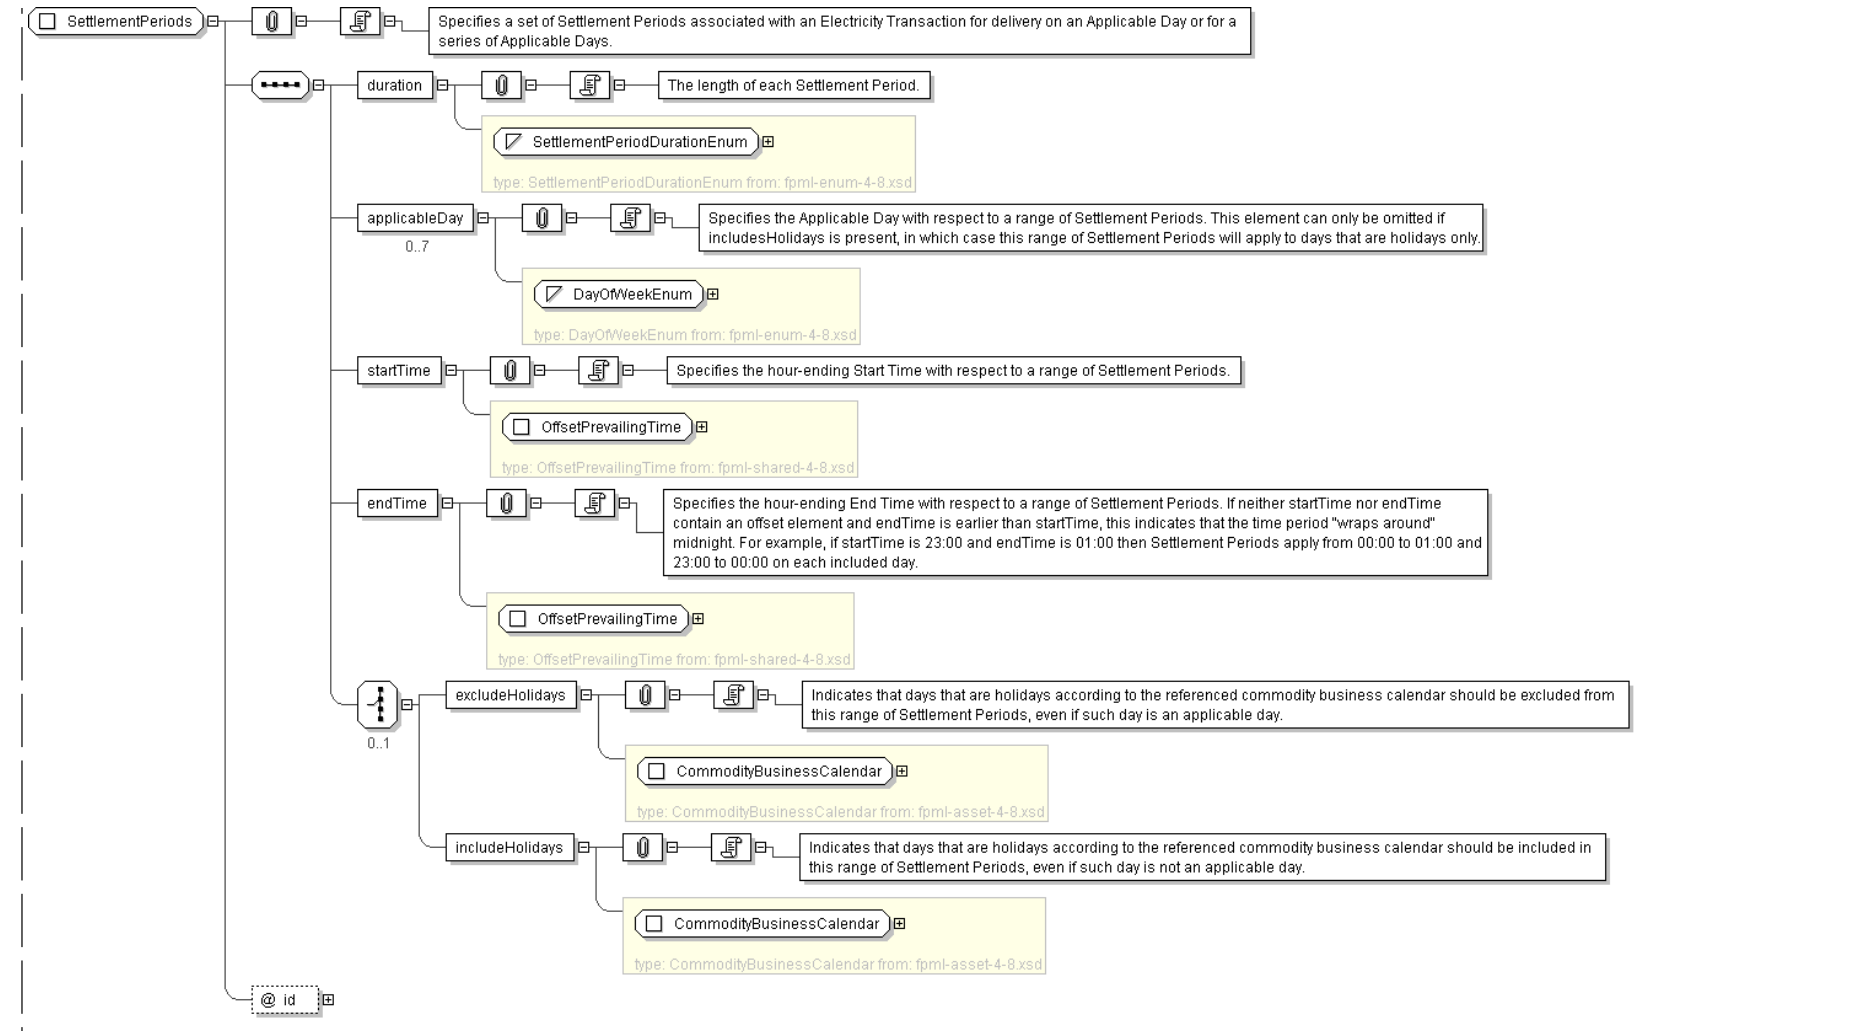 SettlementPeriods
Specifies a set of Settlement Periods associated with an Electricity Transaction for delivery on an Applicable Day or for a
series of Applicable Days.
duration
The length of each Settlement Period.
SettlementPeriodDurationEnum
type: SettlementPeriodDurationEnum from: fpml-enum-4-8.xsd
applicableDay
0..7
Specifies the Applicable Day with respect to a range of Settlement Periods. This element can only be omitted if
includesHolidays is present, in which case this range of Settlement Periods will apply to days that are holidays only.
DayOfWeekEnum
type: DayOfWeekEnum from: fpml-enum-4-8.xsd
startTime
Specifies the hour-ending Start Time with respect to a range of Settlement Periods.
OffsetPrevailingTime
type: OffsetPrevailingTime from: fpml-shared-4-8.xsd
endTime
Specifies the hour-ending End Time with respect to a range of Settlement Periods. If neither startTime nor endTime
contain an offset element and endTime is earlier than startTime, this indicates that the time period "wraps around"
midnight. For example, if startTime is 23:00 and endTime is 01:00 then Settlement Periods apply from 00:00 to 01:00 and
23:00 to 00:00 on each included day.
OffsetPrevailingTime
type: OffsetPrevailingTime from: fpml-shared-4-8.xsd
0..1
excludeHolidays
Indicates that days that are holidays according to the referenced commodity business calendar should be excluded from
this range of Settlement Periods, even if such day is an applicable day.
CommodityBusinessCalendar
type: CommodityBusinessCalendar from: fpml-asset-4-8.xsd
includeHolidays
Indicates that days that are holidays according to the referenced commodity business calendar should be included in
this range of Settlement Periods, even if such day is not an applicable day.
CommodityBusinessCalendar
type: CommodityBusinessCalendar from: fpml-asset-4-8.xsd
@ id